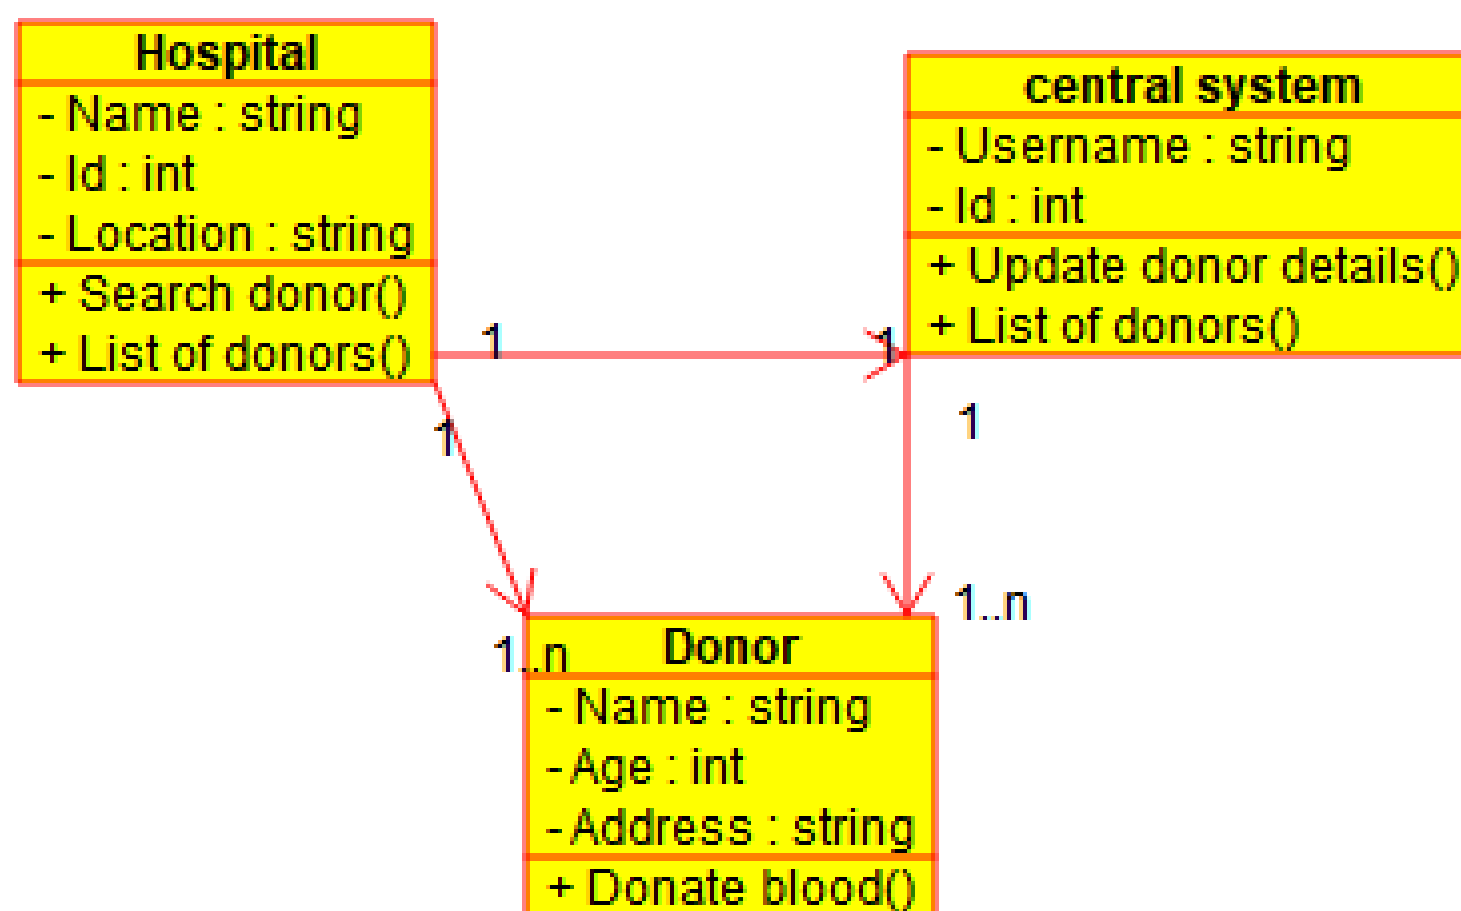 Hospital
- Name : string
- Id : int
- Location : string
+ Search donor()
+ List of donors()
central system
- Username : string
- Id : int
+ Update donor details()
+ List of donors()
1
1
1
1
1..n
1..n
Donor
- Name : string
- Age : int
- Address : string
+ Donate blood()